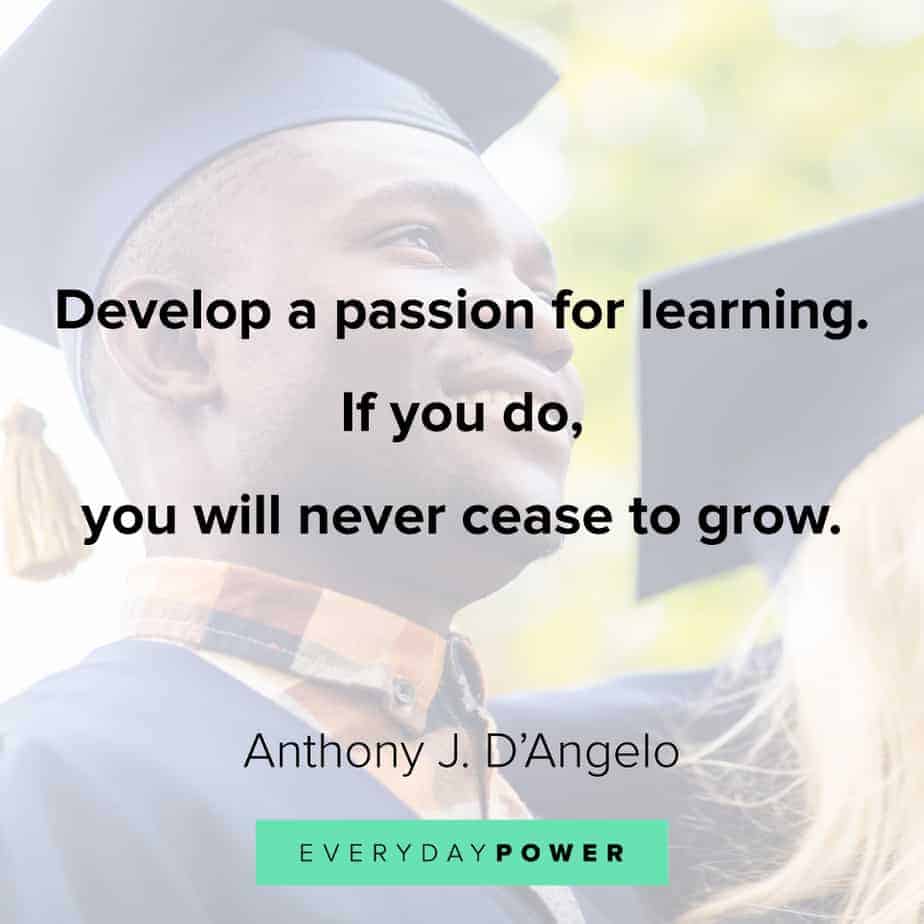 Develop a passion for learning.
If you do,
you will never cease to grow.
Anthony J. D’Angelo
EVERYDAYPOWER